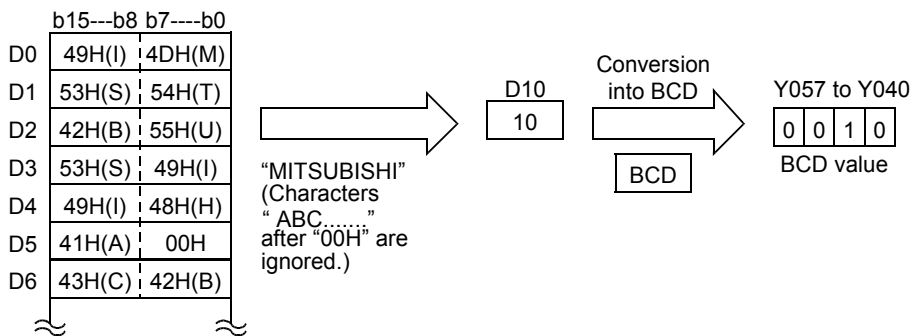 b15---b8 b7----b0
D0 49H(I) 4DH(M)
D1 53H(S) 54H(T)
D2 42H(B) 55H(U)
D3 53H(S) 49H(I)
D4 49H(I) 48H(H)
D5 41H(A) 00H
D6 43H(C) 42H(B)
“MITSUBISHI”
(Characters
“ ABC.......”
after “00H” are
ignored.)
D10
10
Conversion
into BCD
BCD
Y057 to Y040
0 0 1 0
BCD value